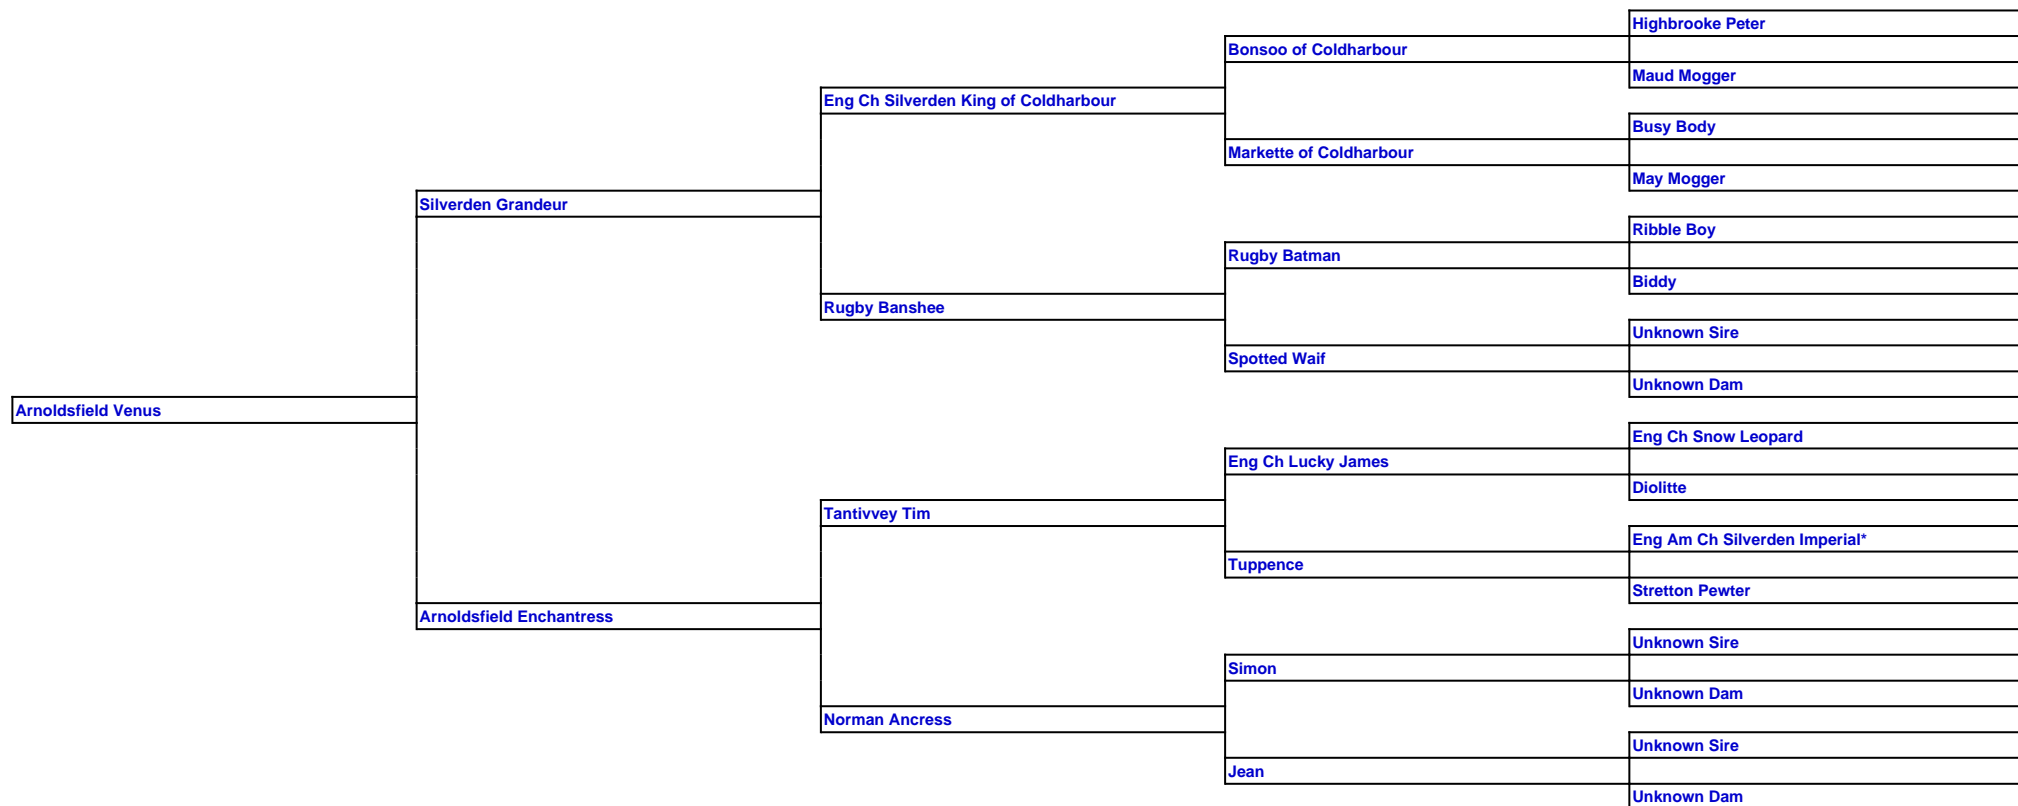 Highbrooke Peter
Bonsoo of Coldharbour
Maud Mogger
Eng Ch Silverden King of Coldharbour
Busy Body
Markette of Coldharbour
May Mogger
Silverden Grandeur
Ribble Boy
Rugby Batman
Biddy
Rugby Banshee
Unknown Sire
Spotted Waif
Unknown Dam
Arnoldsfield Venus
Eng Ch Snow Leopard
Eng Ch Lucky James
Diolitte
Tantivvey Tim
Eng Am Ch Silverden Imperial*
Tuppence
Stretton Pewter
Arnoldsfield Enchantress
Unknown Sire
Simon
Unknown Dam
Norman Ancress
Unknown Sire
Jean
Unknown Dam